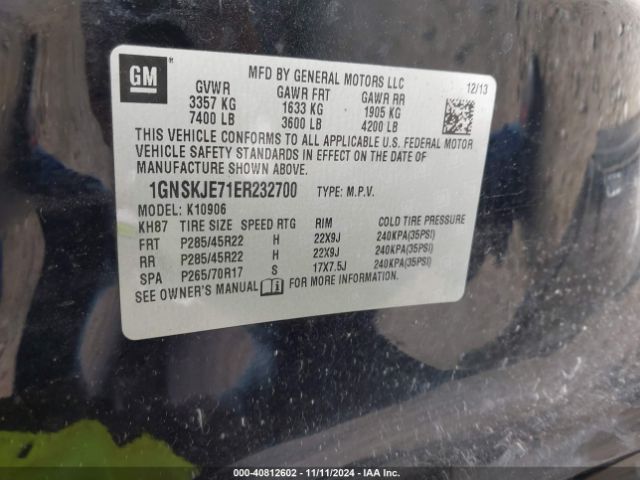 GM
MFD BY GENERAL MOTORS LLC
GVWR GAWR FRT GAWR RR 12/13
3357 KG 1633 KG 1905 KG
7400 LB 3600 LB 4200 LB
THIS VEHICLE CONFORMS TO ALL APPLICABLE U.S. FEDERAL MOTOR
VEHICLE SAFETY STANDARDS IN EFFECT ON THE DATE OF
MANUFACTURE SHOWN ABOVE.
1GNSKJE71ER232700 TYPE: M.P.V.
MODEL: K10906
KH87 TIRE SIZE SPEED RTG RIM COLD TIRE PRESSURE
FRT P285/45R22 H 22X9J 240KPA(35PSI)
RR P285/45R22 H 22X9J 240KPA(35PSI)
SPA P265/70R17 S 17X7.5J 240KPA(35PSI)
SEE OWNER'S MANUAL FOR MORE INFORMATION.
000-40812602 - 11/11/2024 - IAA Inc.